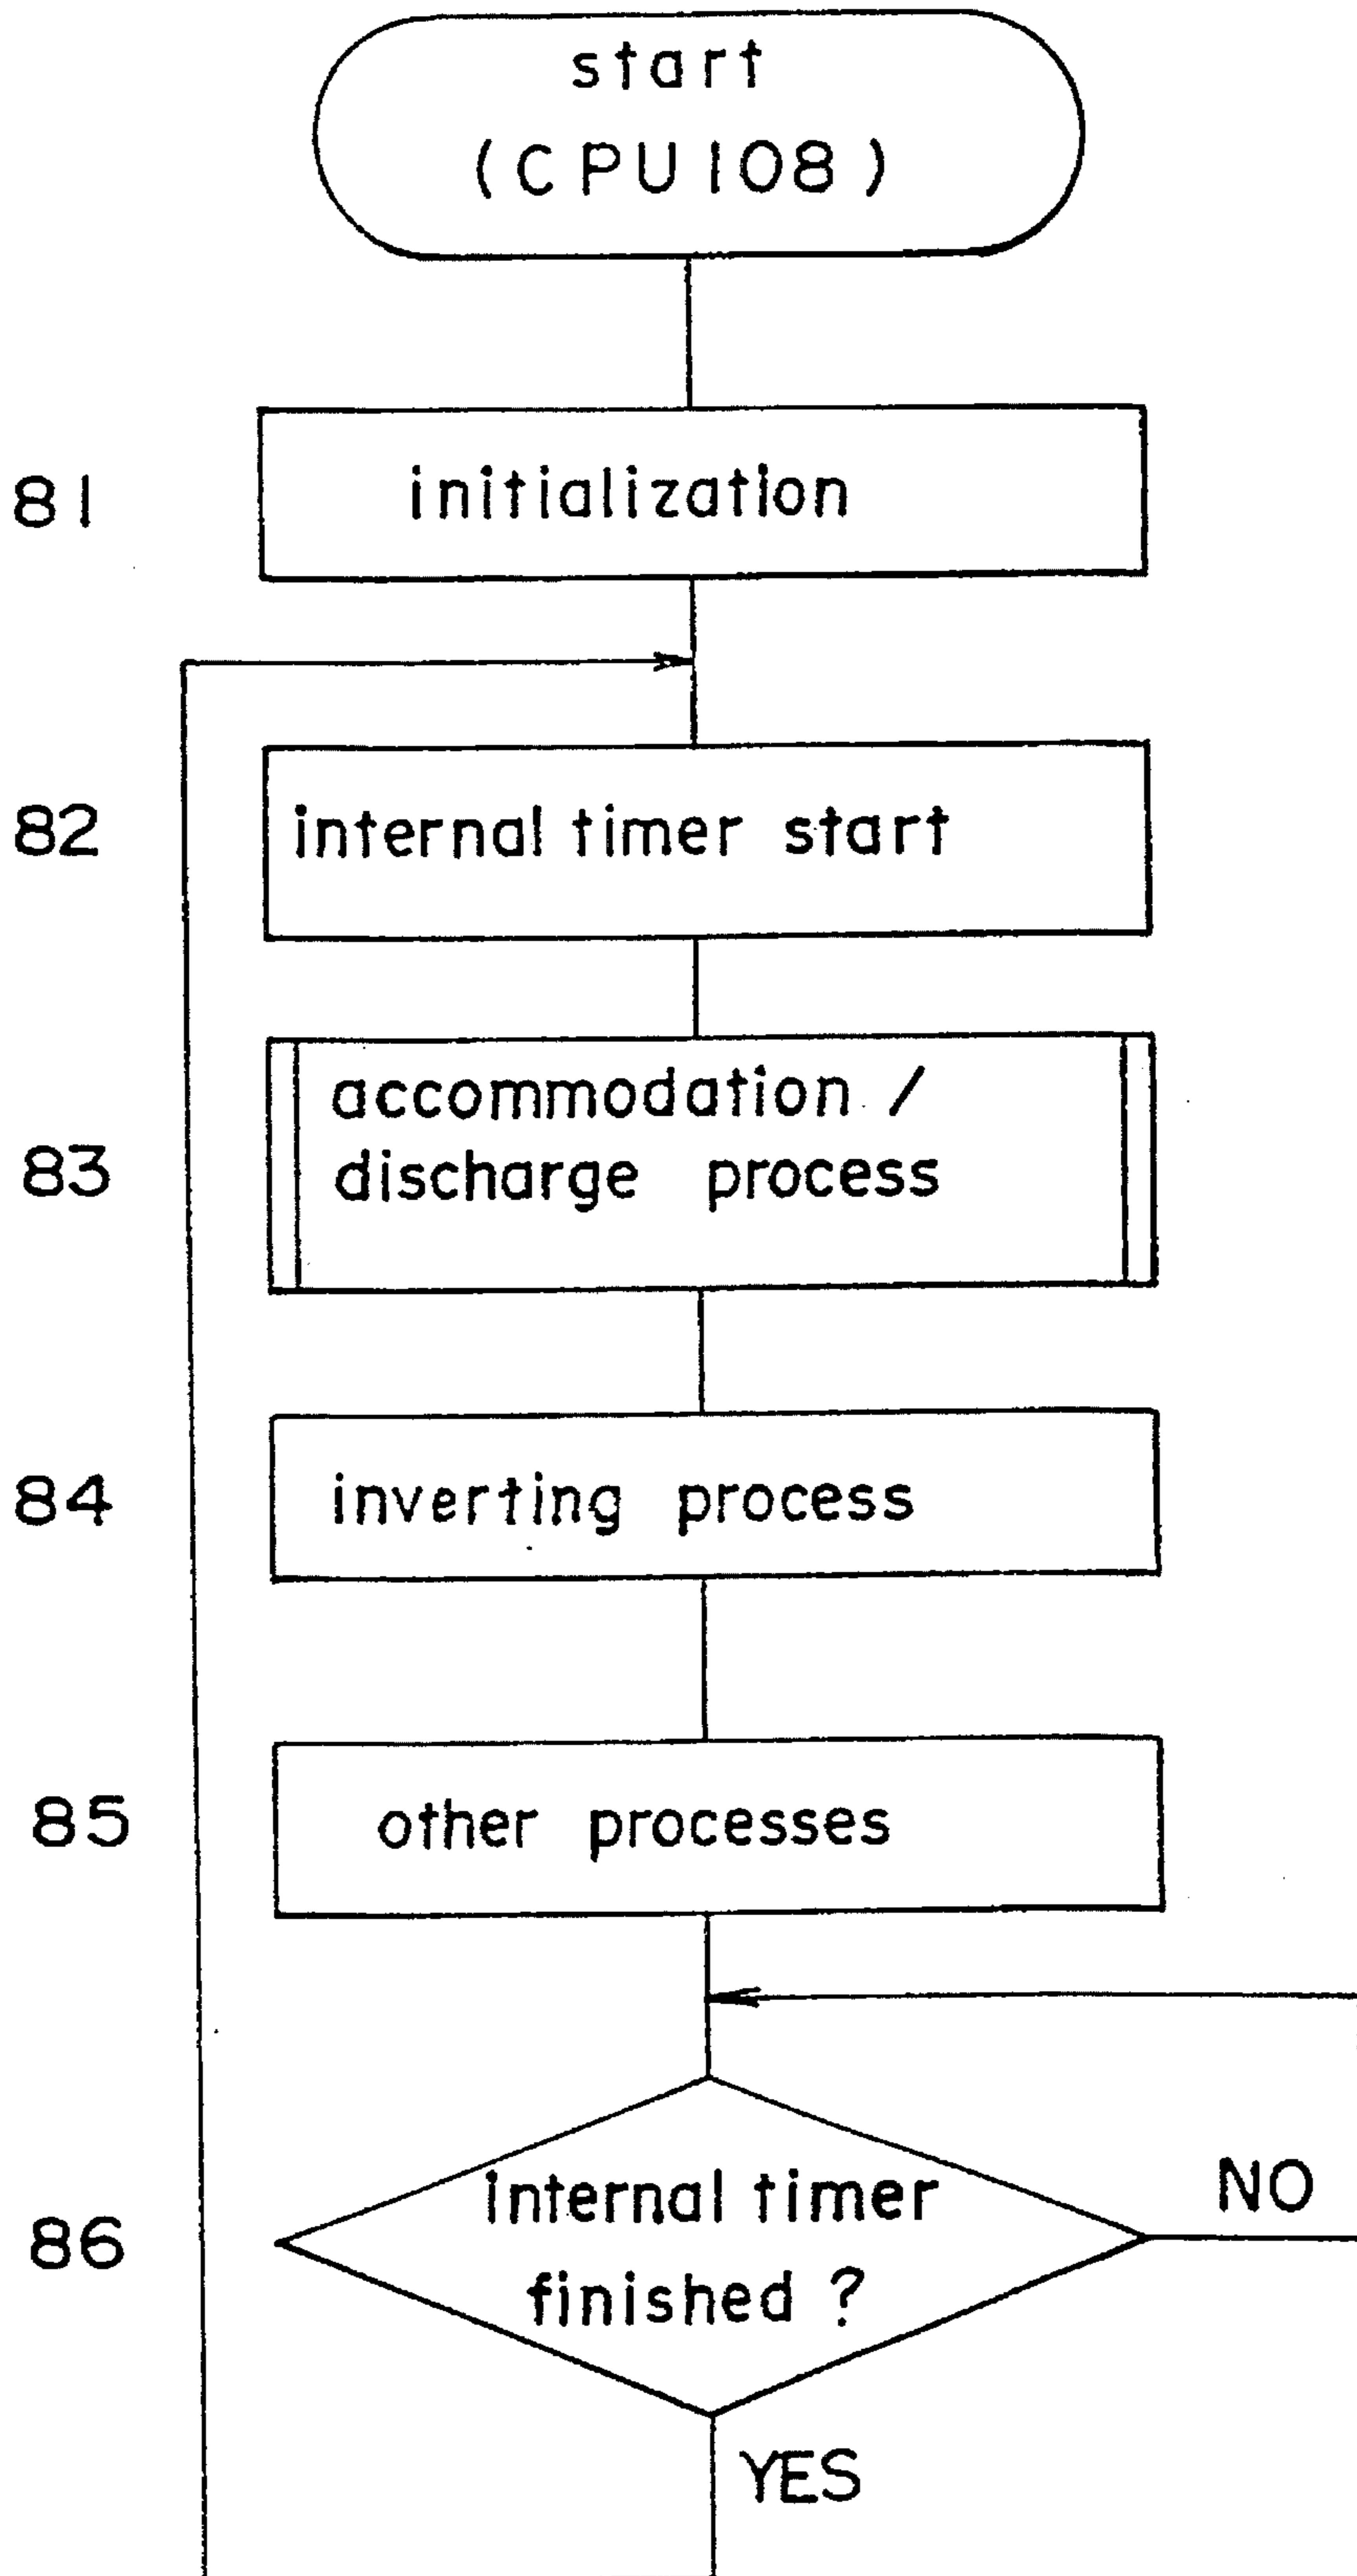 start
(CPU108)
81
initialization
82
internal timer start
83
accommodation /
discharge process
84
inverting process
85
other processes
86
internal timer
finished ?
NO
YES